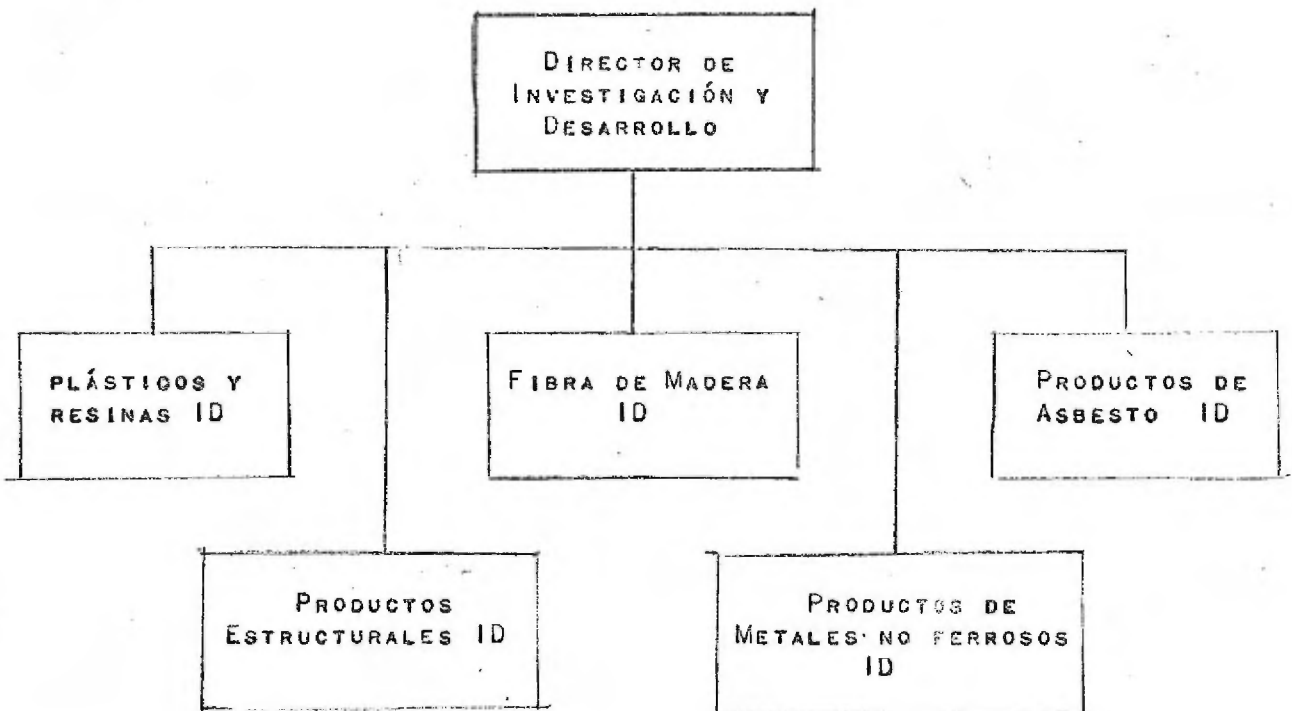 DIRECTOR DE
INVESTIGACIÓN Y
DESARROLLO
PLÁSTICOS Y
RESINAS ID
FIBRA DE MADERA
ID
PRODUCTOS DE
ASBESTO ID
PRODUCTOS
ESTRUCTURALES ID
PRODUCTOS DE
METALES NO FERROSOS
ID